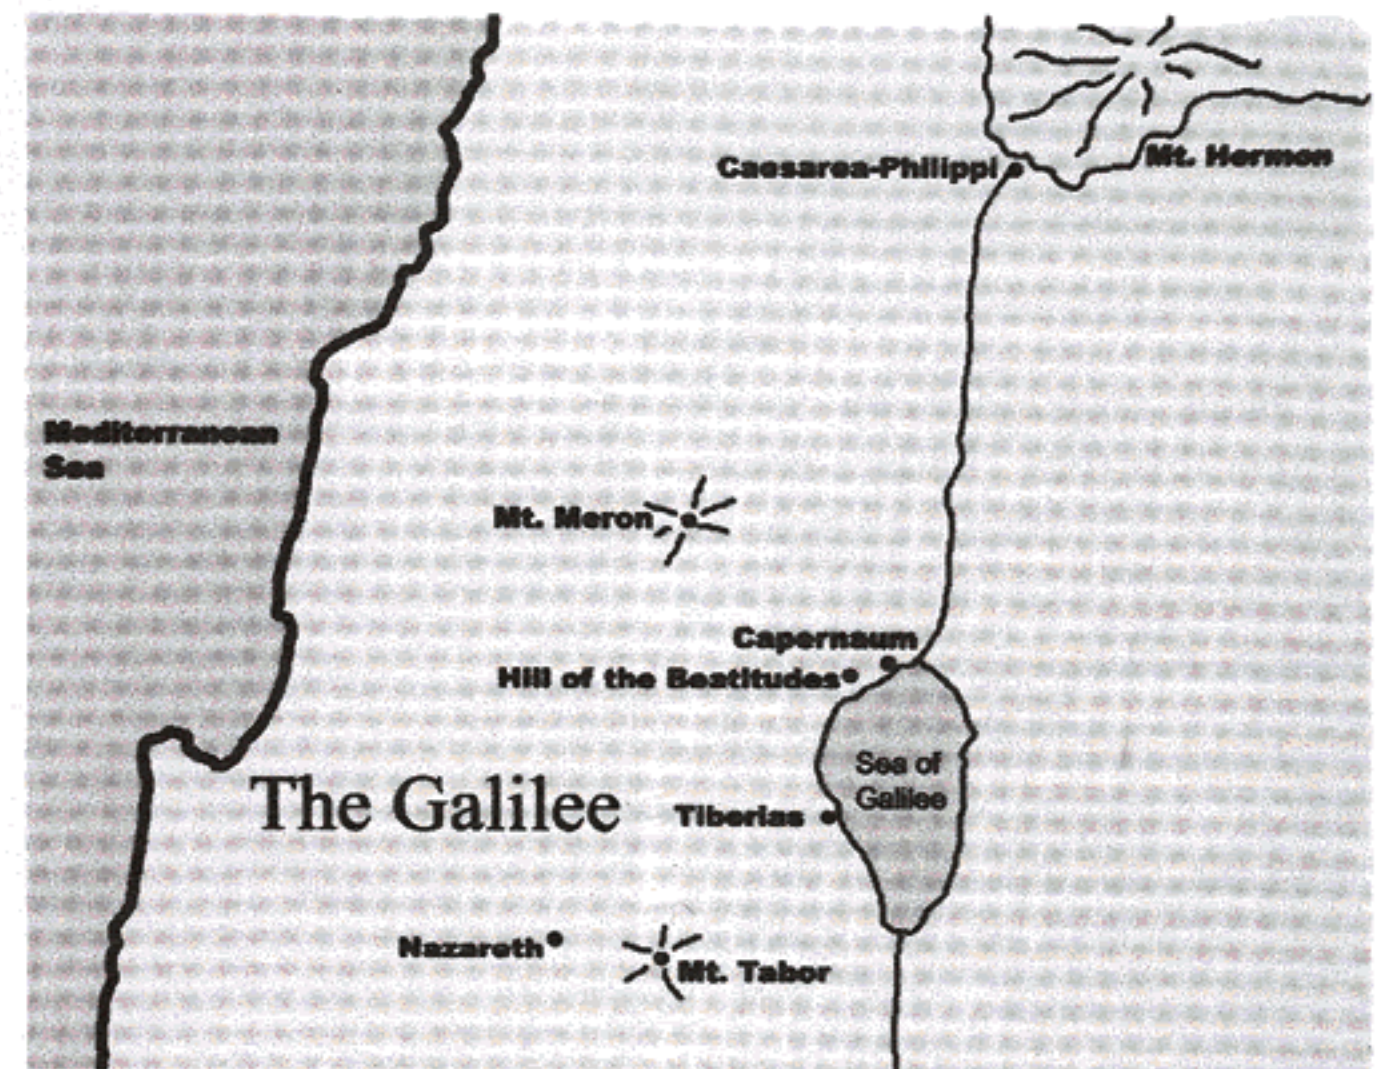 Caesarea-Philippi
Mt. Hermon
Mediterranean
Sea
Mt. Meron
Capernaum
Hill of the Beatitudes
Sea of
Galilee
The Galilee
Tiberias
Nazareth
Mt. Tabor